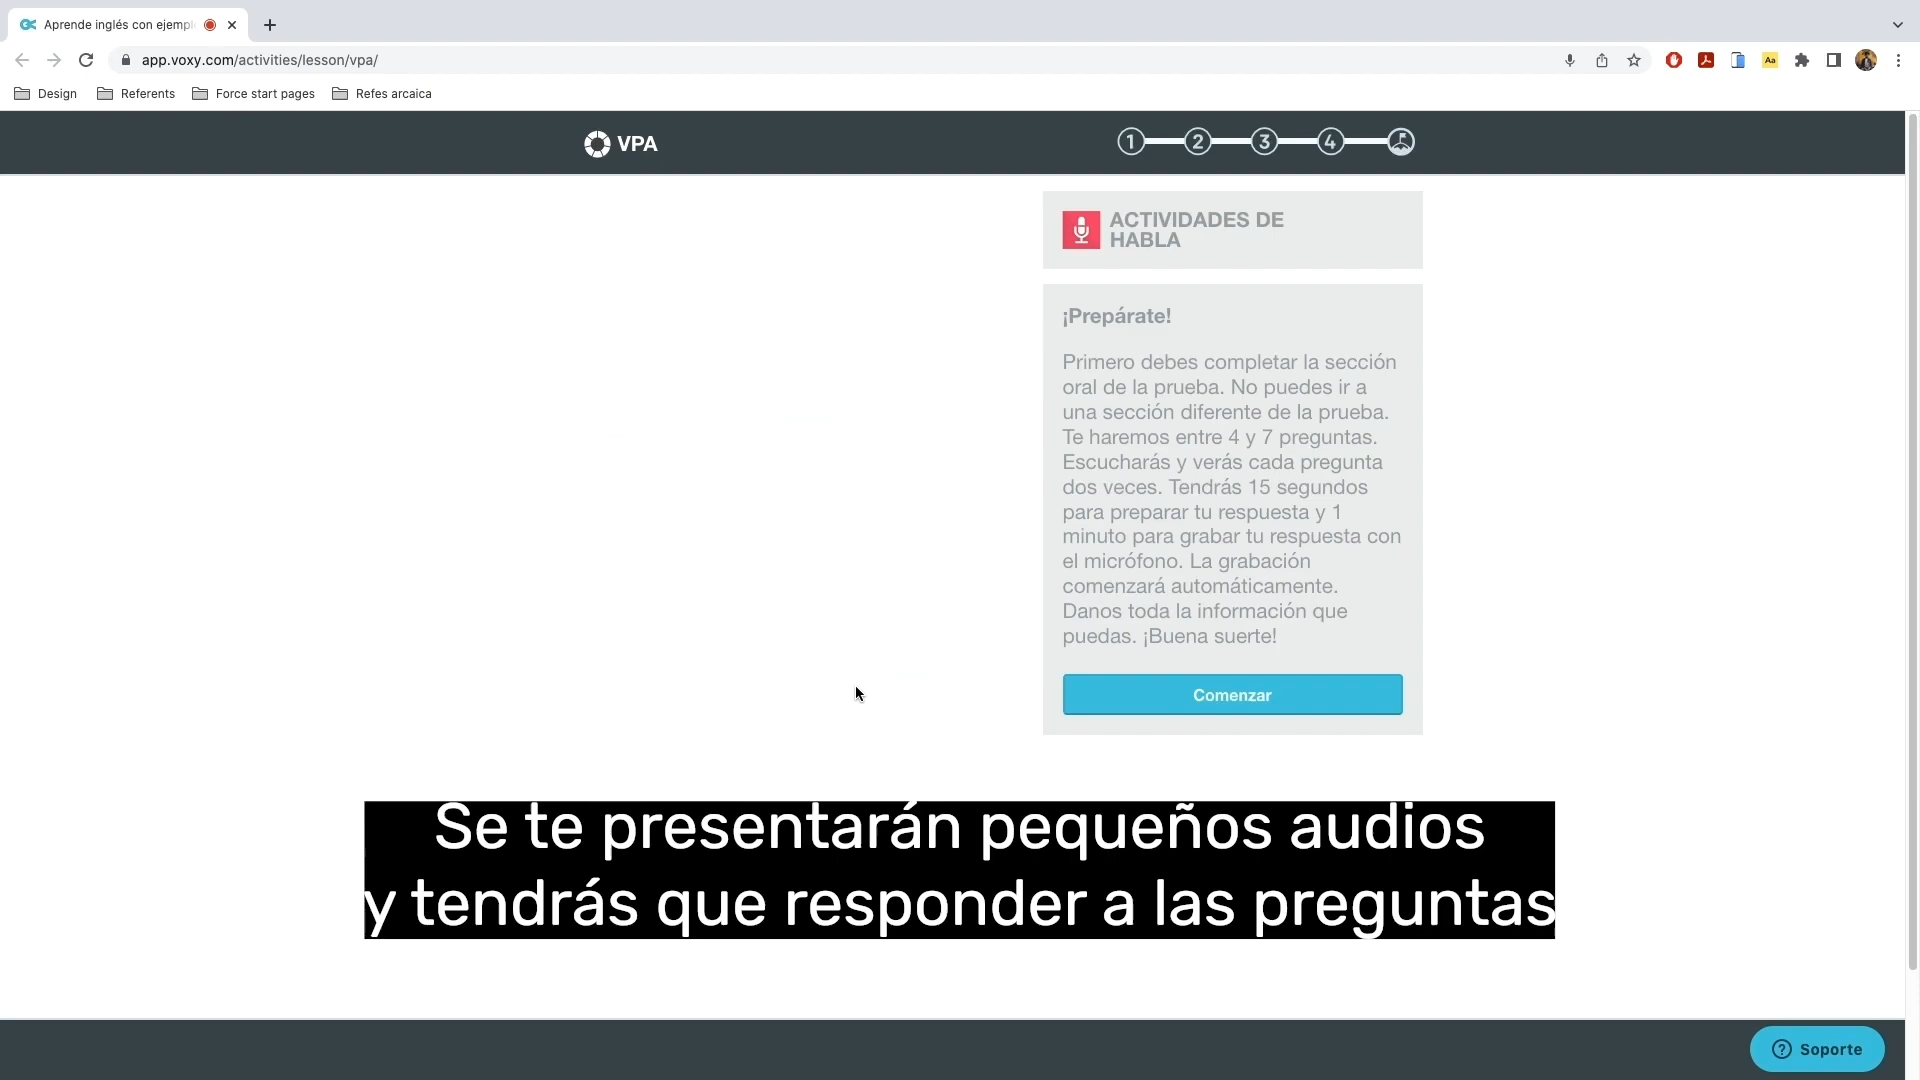 Aprende inglés con ejempl
app.voxy.com/activities/lesson/vpa/
Aa
Design
Referents
Force start pages
Refes arcaica
VPA
1
2
3
4
ACTIVIDADES DE
HABLA
¡Prepárate!
Primero debes completar la sección
oral de la prueba. No puedes ir a
una sección diferente de la prueba.
Te haremos entre 4 y 7 preguntas.
Escucharás y verás cada pregunta
dos veces. Tendrás 15 segundos
para preparar tu respuesta y 1
minuto para grabar tu respuesta con
el micrófono. La grabación
comenzará automáticamente.
Danos toda la información que
puedas. ¡Buena suerte!
Comenzar
Se te presentarán pequeños audios
y tendrás que responder a las preguntas
? Soporte